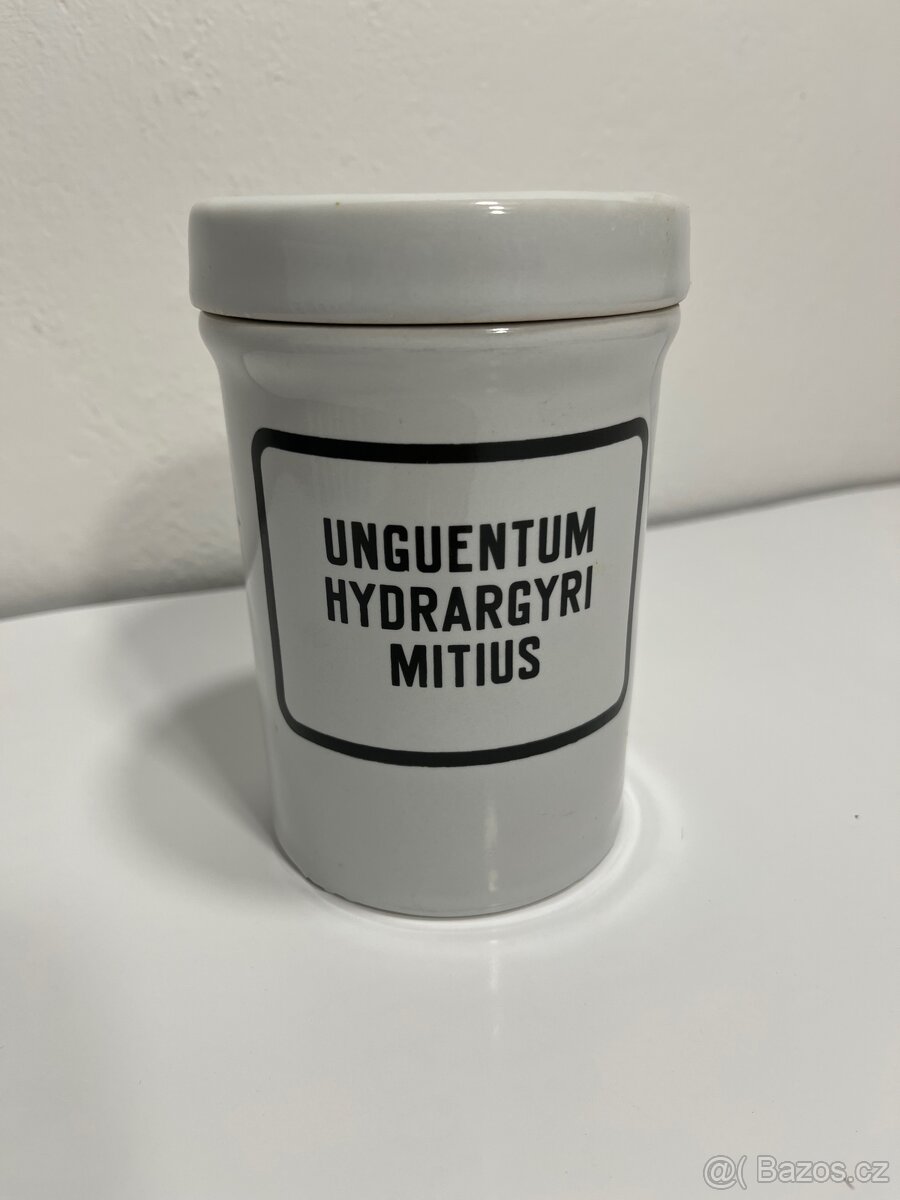 UNGUENTUM
HYDRARGYRI
MITIUS
@( Bazos.cz